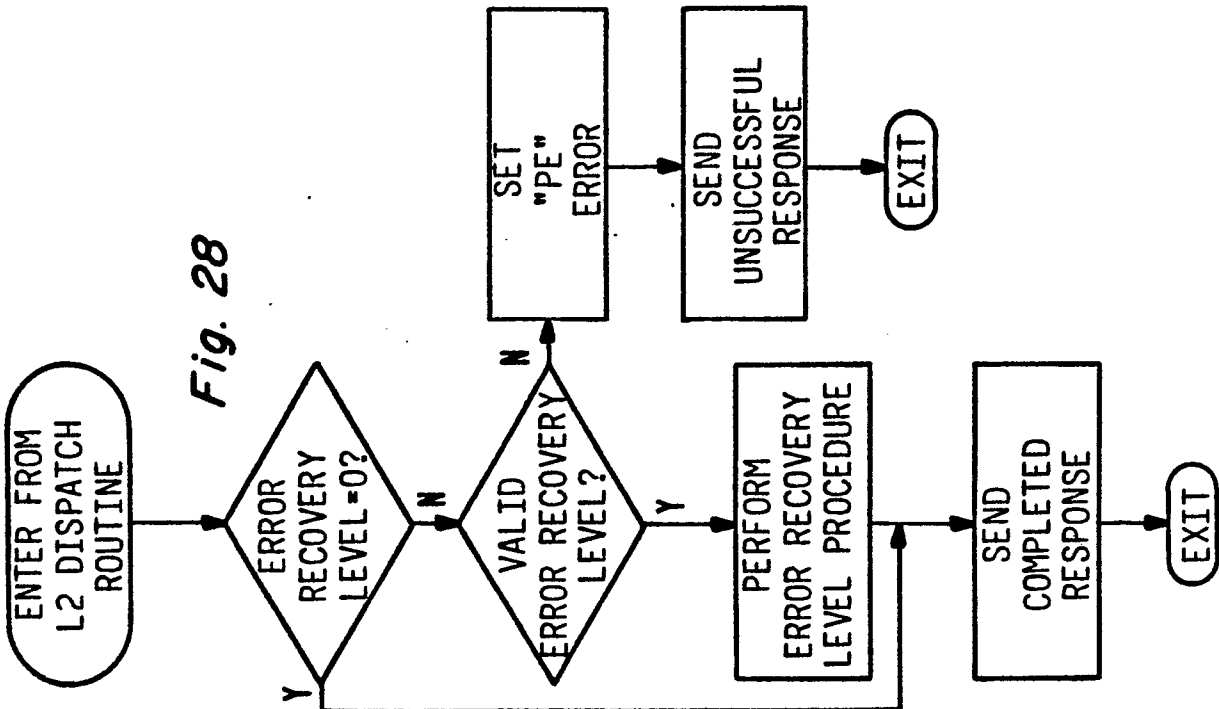 Fig. 28
ENTER FROM
L2 DISPATCH
ROUTINE
ERROR
RECOVERY
LEVEL=0?
Y
N
VALID
ERROR RECOVERY
LEVEL?
N
Y
SET
"PE"
ERROR
SEND
UNSUCCESSFUL
RESPONSE
EXIT
PERFORM
ERROR RECOVERY
LEVEL PROCEDURE
SEND
COMPLETED
RESPONSE
EXIT